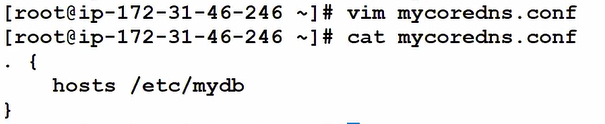 [root@ip-172-31-46-246 ~]# vim mycoredns.conf
[root@ip-172-31-46-246 ~]# cat mycoredns.conf
. {
    hosts /etc/mydb
}